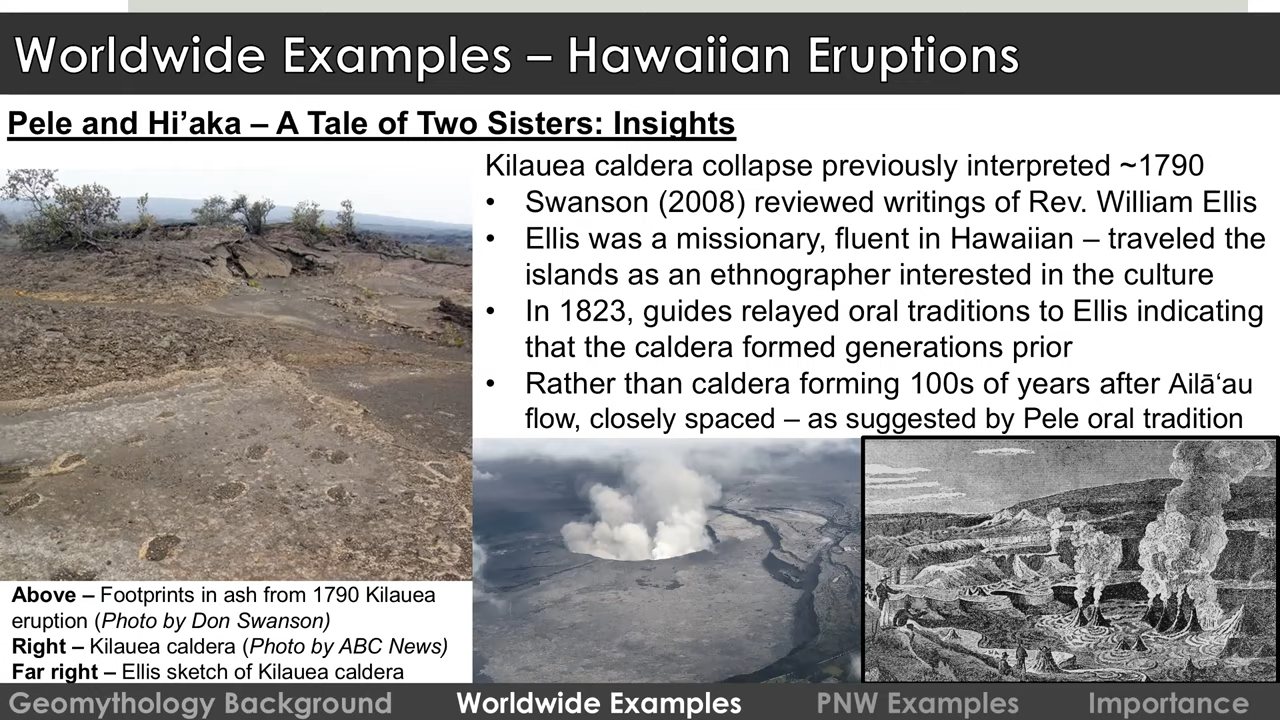 Worldwide Examples – Hawaiian Eruptions
Pele and Hi’aka – A Tale of Two Sisters: Insights
Kilauea caldera collapse previously interpreted ~1790
• Swanson (2008) reviewed writings of Rev. William Ellis
• Ellis was a missionary, fluent in Hawaiian – traveled the
islands as an ethnographer interested in the culture
• In 1823, guides relayed oral traditions to Ellis indicating
that the caldera formed generations prior
• Rather than caldera forming 100s of years after Ailā‘au
flow, closely spaced – as suggested by Pele oral tradition
Above – Footprints in ash from 1790 Kilauea
eruption (Photo by Don Swanson)
Right – Kilauea caldera (Photo by ABC News)
Far right – Ellis sketch of Kilauea caldera
Geomythology Background Worldwide Examples PNW Examples Importance